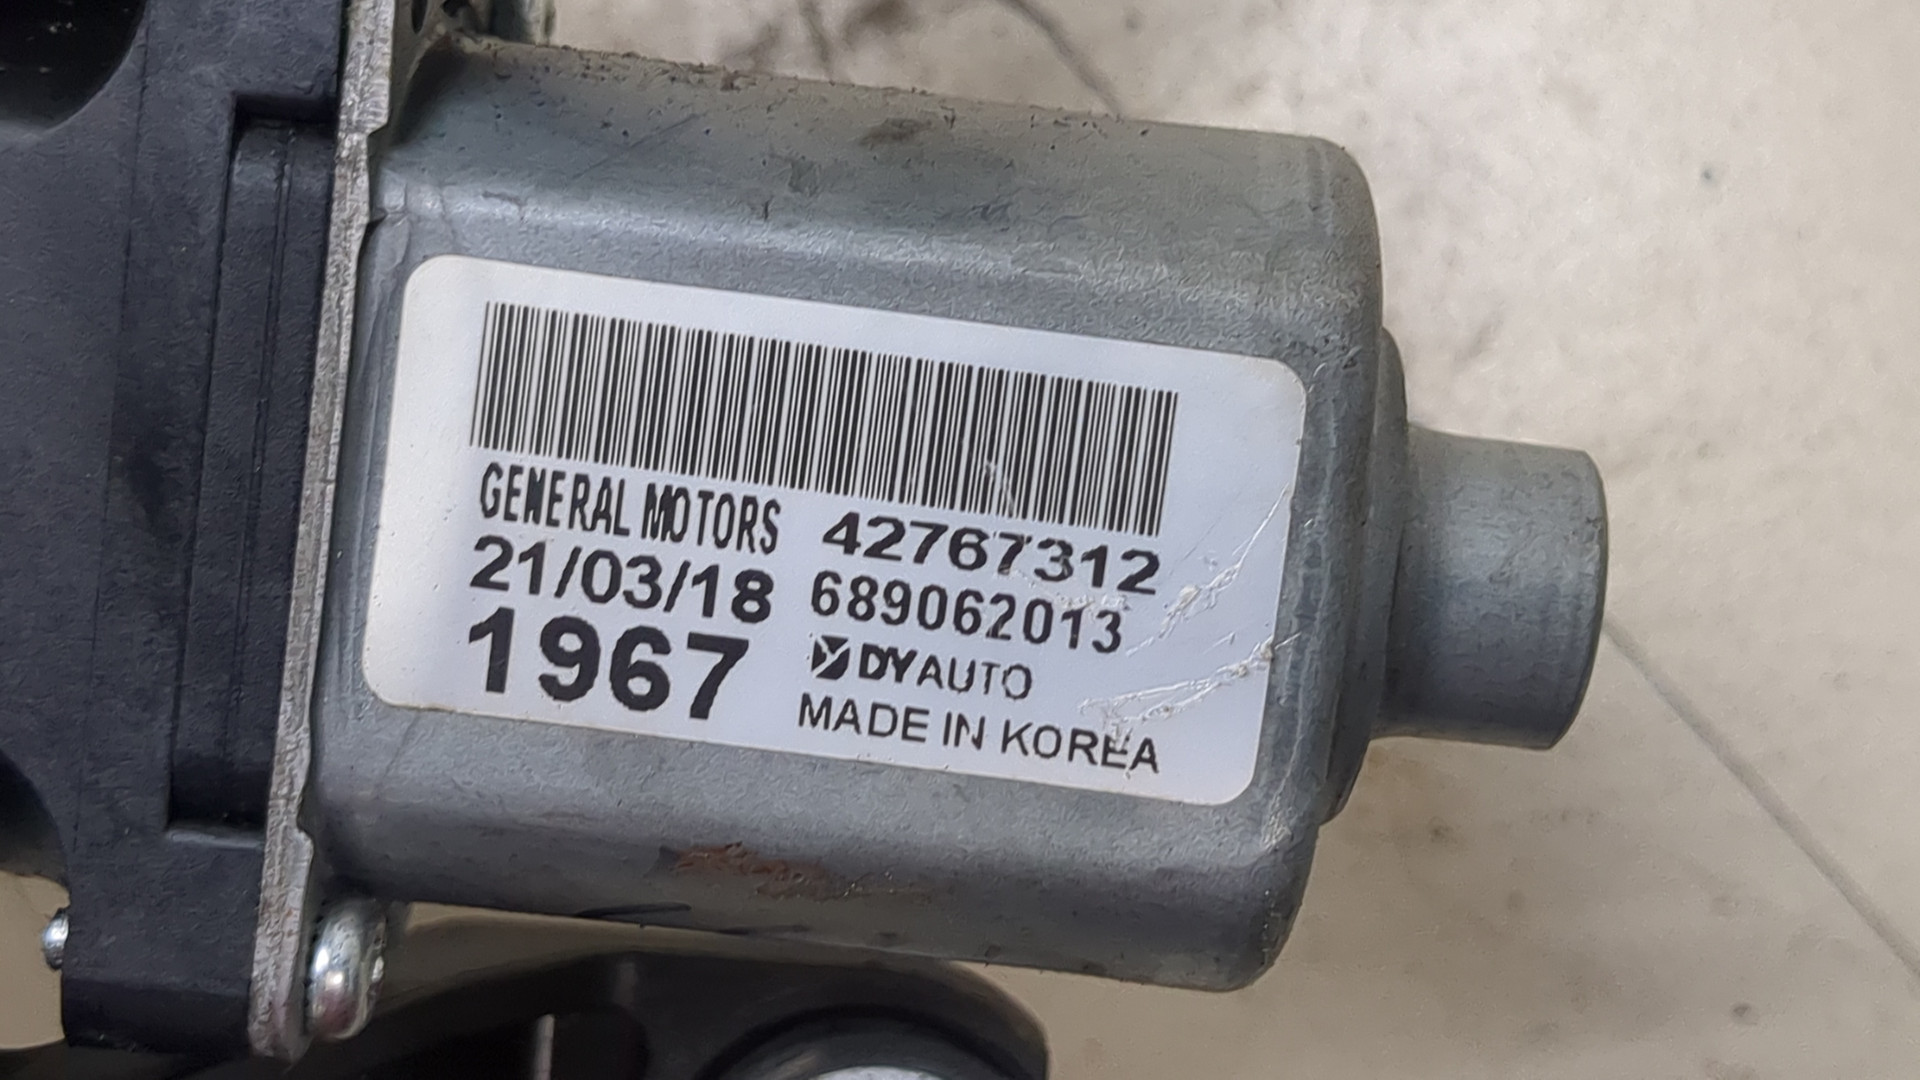 GENERAL MOTORS 42767312
21/03/18 689062013
1967 DYAUTO
MADE IN KOREA